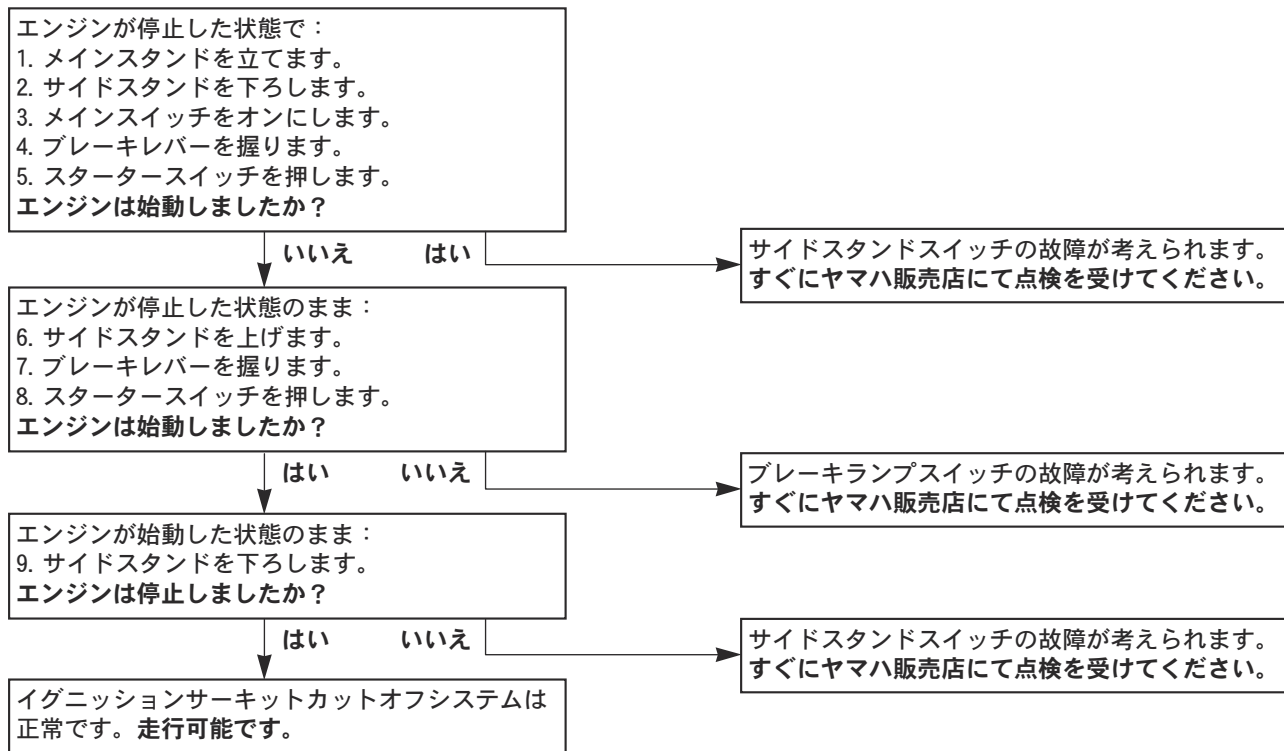 エンジンが停止した状態で：
1. メインスタンドを立てます。
2. サイドスタンドを下ろします。
3. メインスイッチをオンにします。
4. ブレーキレバーを握ります。
5. スタータースイッチを押します。
エンジンは始動しましたか？
いいえ　はい
サイドスタンドスイッチの故障が考えられます。
すぐにヤマハ販売店にて点検を受けてください。
エンジンが停止した状態のまま：
6. サイドスタンドを上げます。
7. ブレーキレバーを握ります。
8. スタータースイッチを押します。
エンジンは始動しましたか？
はい　いいえ
ブレーキランプスイッチの故障が考えられます。
すぐにヤマハ販売店にて点検を受けてください。
エンジンが始動した状態のまま：
9. サイドスタンドを下ろします。
エンジンは停止しましたか？
はい　いいえ
サイドスタンドスイッチの故障が考えられます。
すぐにヤマハ販売店にて点検を受けてください。
イグニッションサーキットカットオフシステムは
正常です。走行可能です。